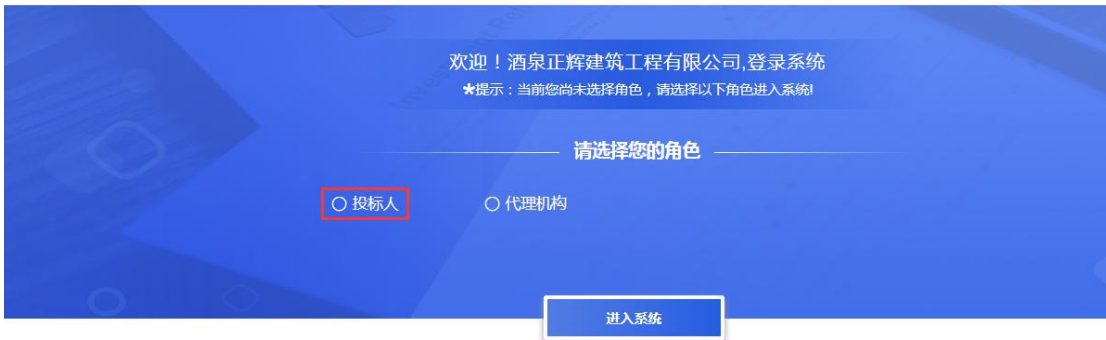 欢迎！酒泉正辉建筑工程有限公司,登录系统
★提示：当前您尚未选择角色，请选择以下角色进入系统!
请选择您的角色
投标人 代理机构
进入系统